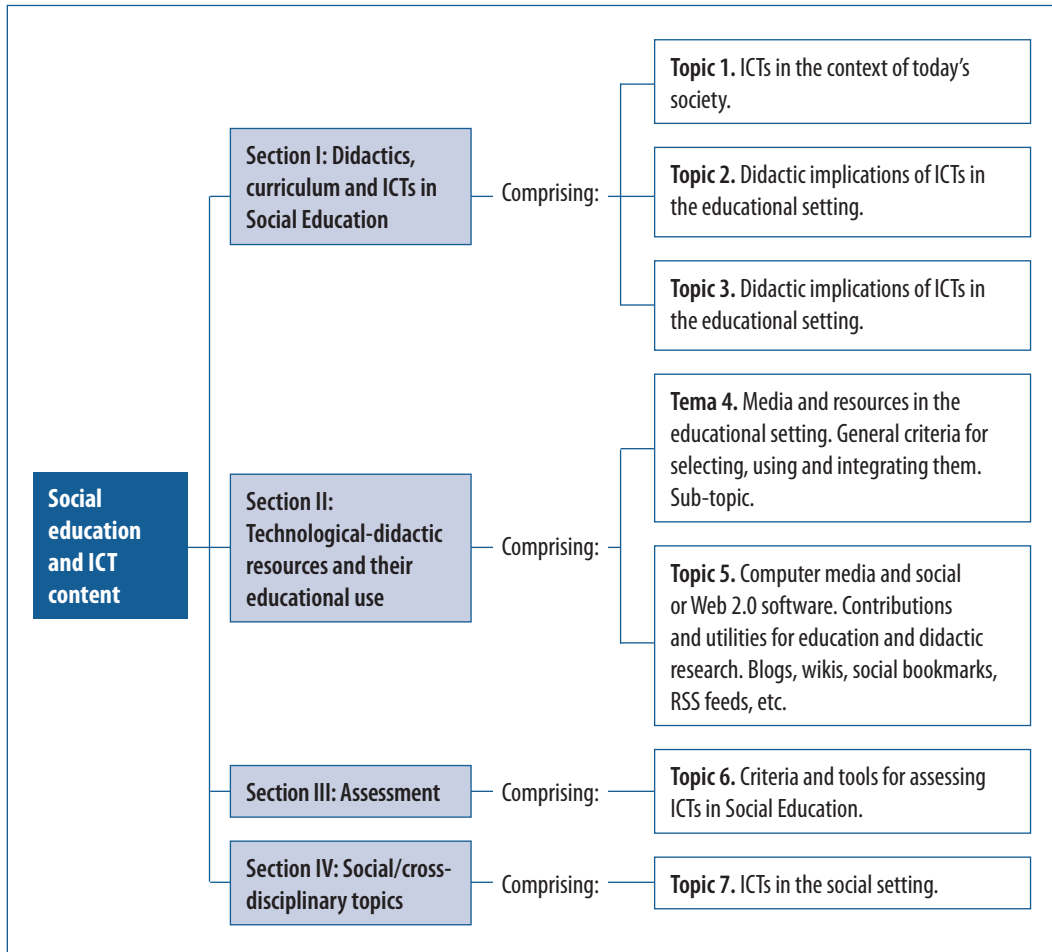 Social
education
and ICT
content
Section I: Didactics,
curriculum and ICTs in
Social Education
Comprising:
Topic 1. ICTs in the context of today's
society.
Topic 2. Didactic implications of ICTs in
the educational setting.
Topic 3. Didactic implications of ICTs in
the educational setting.
Section II:
Technological-didactic
resources and their
educational use
Comprising:
Tema 4. Media and resources in the
educational setting. General criteria for
selecting, using and integrating them.
Sub-topic.
Topic 5. Computer media and social
or Web 2.0 software. Contributions
and utilities for education and didactic
research. Blogs, wikis, social bookmarks,
RSS feeds, etc.
Section III: Assessment
Comprising:
Topic 6. Criteria and tools for assessing
ICTs in Social Education.
Section IV: Social/cross-
disciplinary topics
Comprising:
Topic 7. ICTs in the social setting.